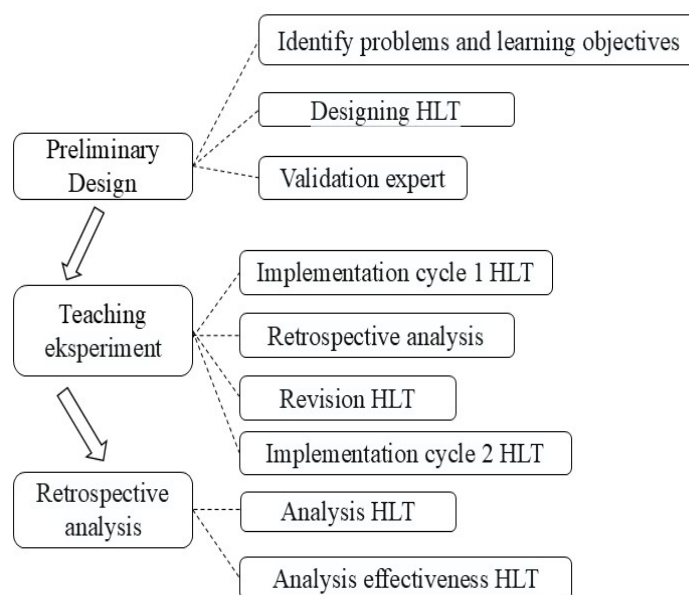 Identify problems and learning objectives
Designing HLT
Preliminary
Design
Validation expert
Implementation cycle 1 HLT
Teaching
eksperiment
Retrospective analysis
Revision HLT
Implementation cycle 2 HLT
Retrospective
analysis
Analysis HLT
Analysis effectiveness HLT